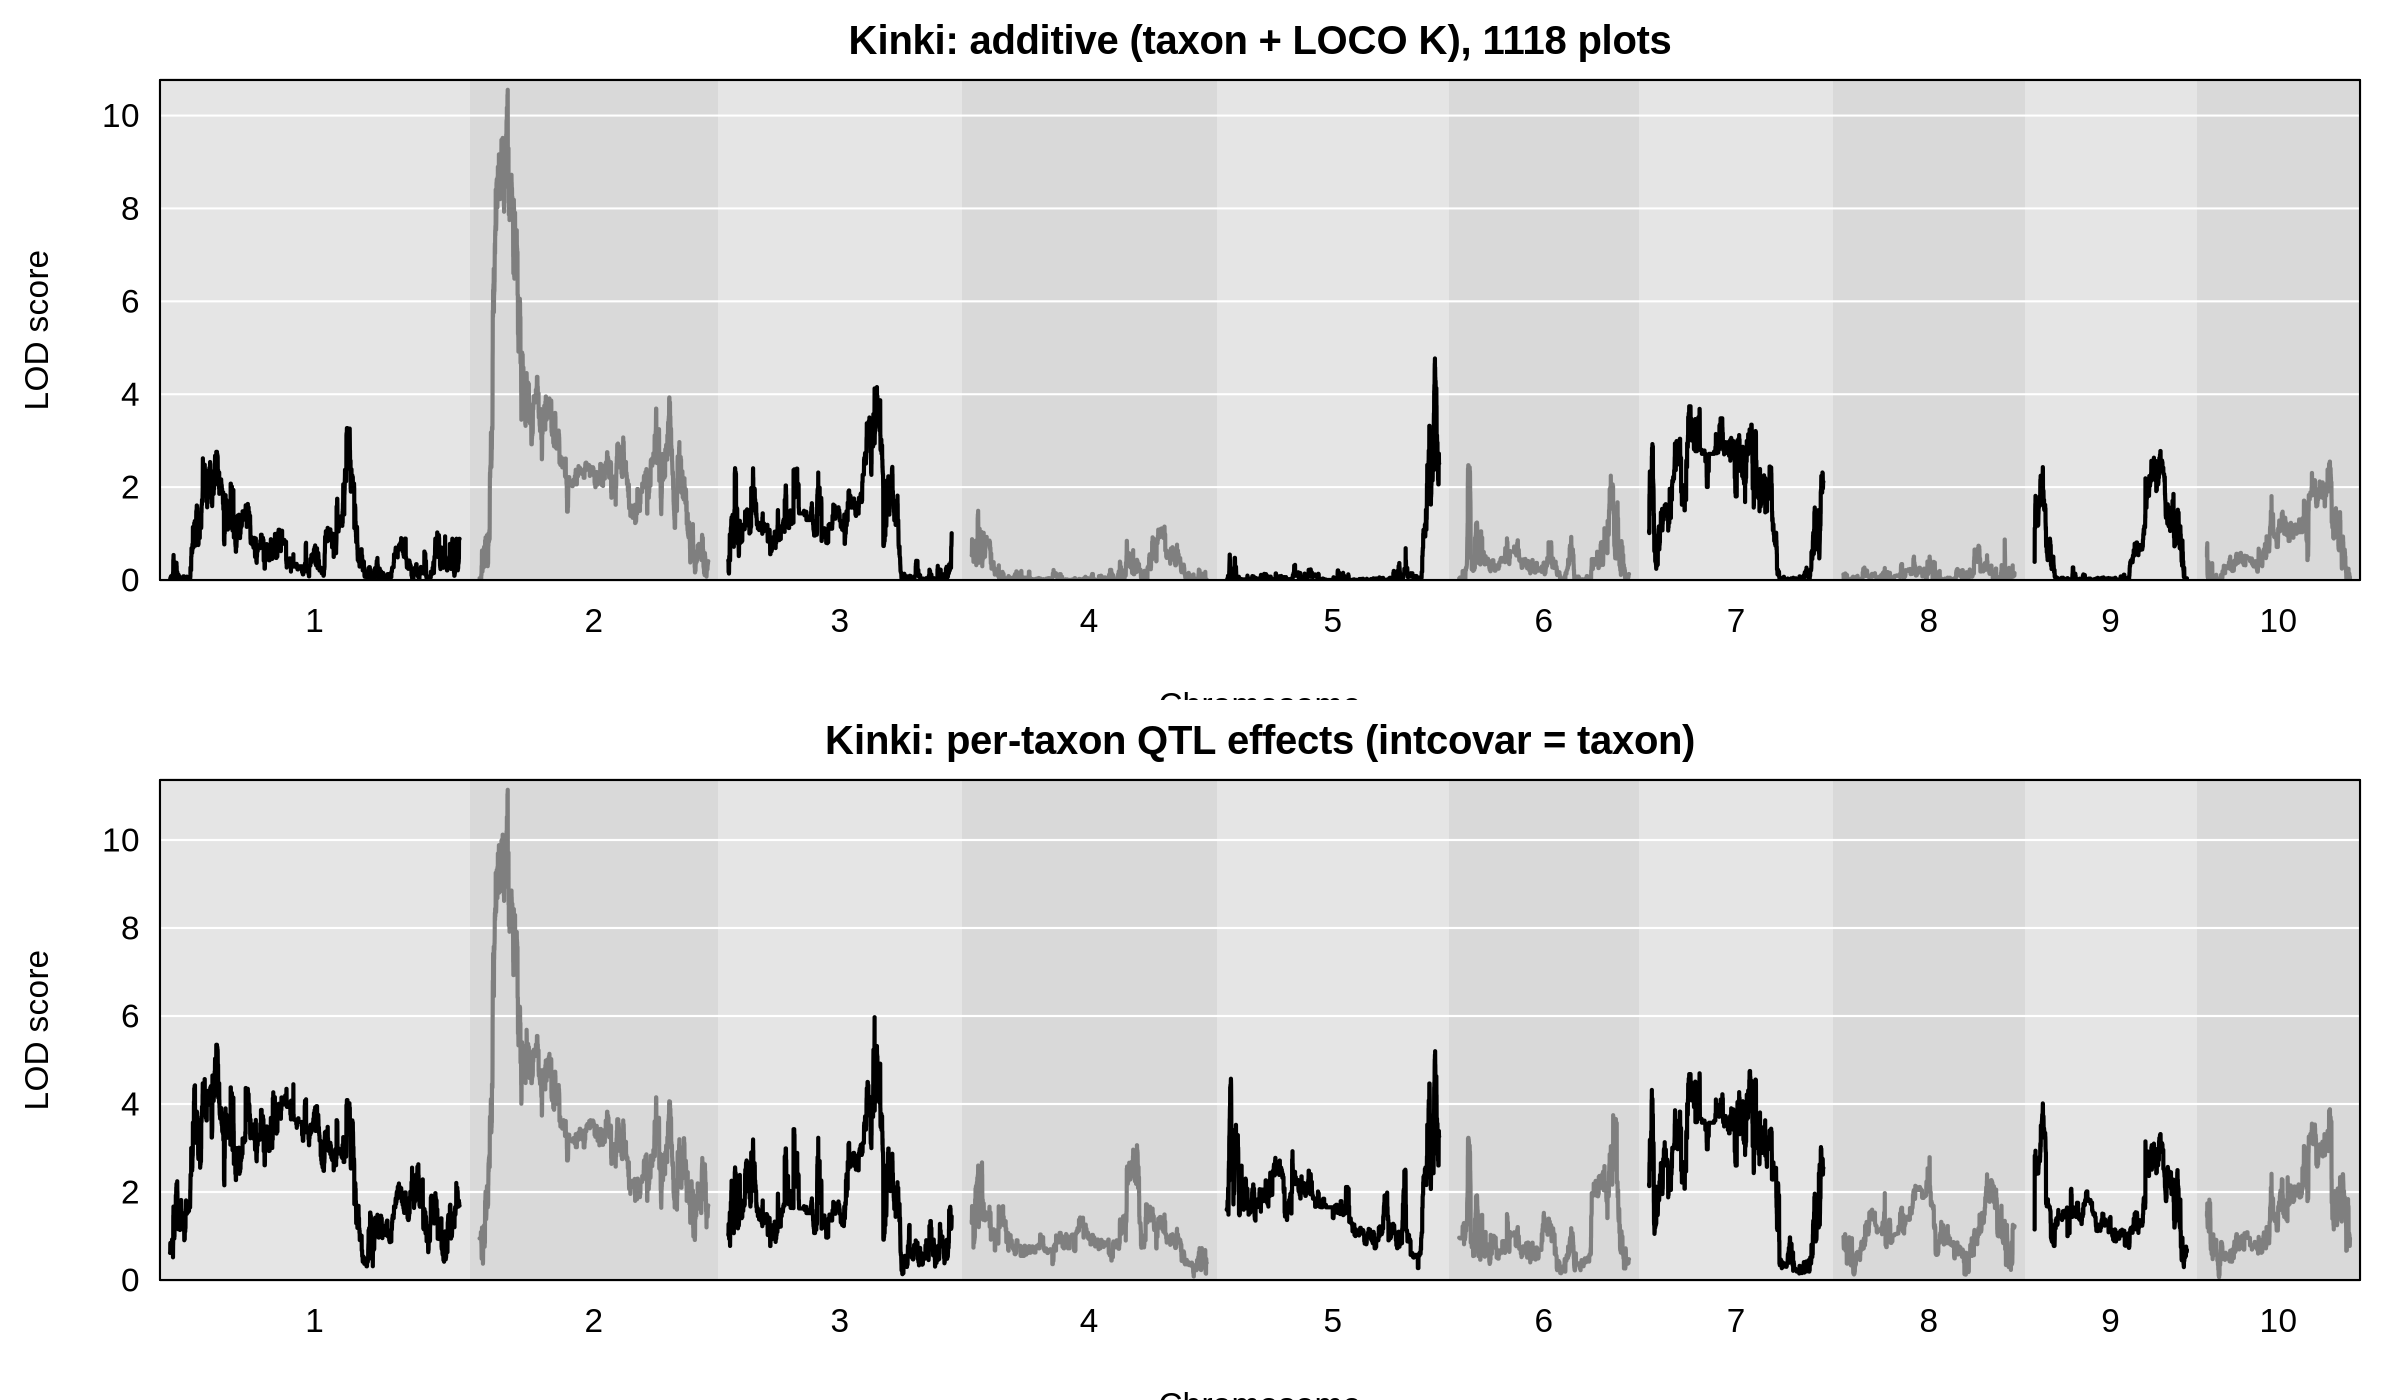 Kinki: additive (taxon + LOCO K), 1118 plots
LOD score
10
8
6
4
2
0
1 2 3 4 5 6 7 8 9 10
Chromosome
Kinki: per-taxon QTL effects (intcovar = taxon)
LOD score
10
8
6
4
2
0
1 2 3 4 5 6 7 8 9 10
Chromosome